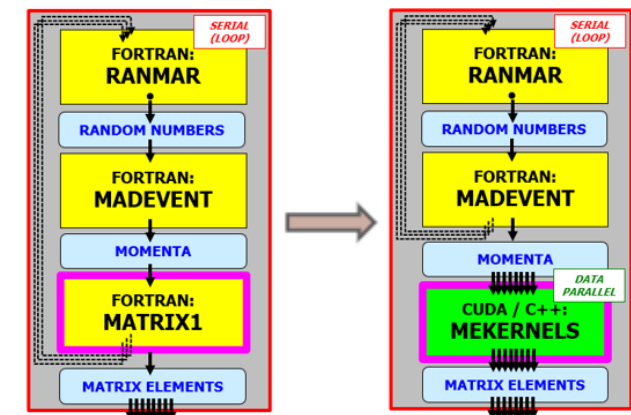 SERIAL
(LOOP)
FORTRAN:
RANMAR
RANDOM NUMBERS
FORTRAN:
MADEVENT
MOMENTA
FORTRAN:
MATRIX1
MATRIX ELEMENTS
SERIAL
(LOOP)
FORTRAN:
RANMAR
RANDOM NUMBERS
FORTRAN:
MADEVENT
MOMENTA
DATA
PARALLEL
CUDA / C++:
MEKERNELS
MATRIX ELEMENTS